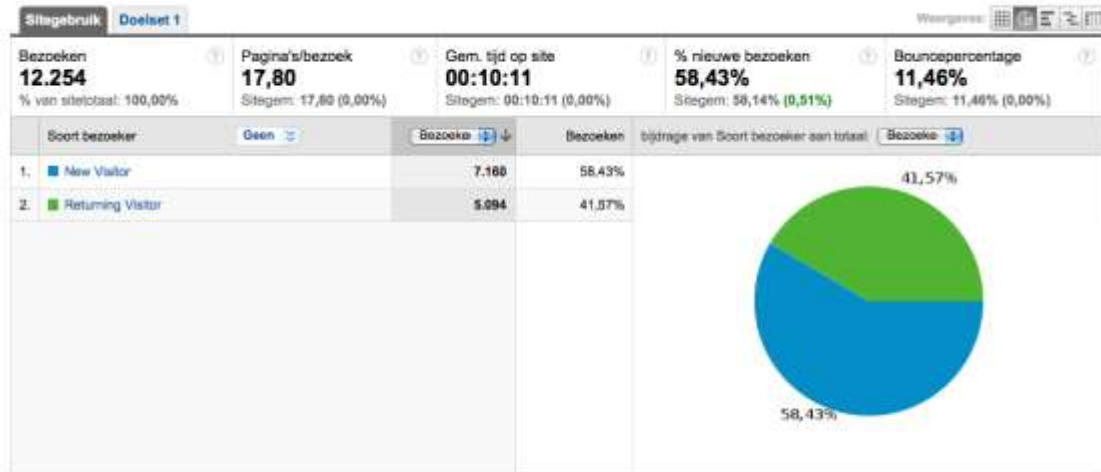 Sitegebruik Doelset 1 Weergaves:
Bezoeken Pagina's/bezoek Gem. tijd op site % nieuwe bezoeken Bouncepercentage
12.254 17,80 00:10:11 58,43% 11,46%
% van sitetotaal: 100,00% Sitegem: 17,80 (0,00%) Sitegem: 00:10:11 (0,00%) Sitegem: 58,14% (0,51%) Sitegem: 11,46% (0,00%)
Soort bezoeker Geen Bezoeke Bezoeken bijdrage van Soort bezoeker aan totaal: Bezoeke
1. New Visitor 7.160 58,43%
2. Returning Visitor 5.094 41,57%
41,57%
58,43%